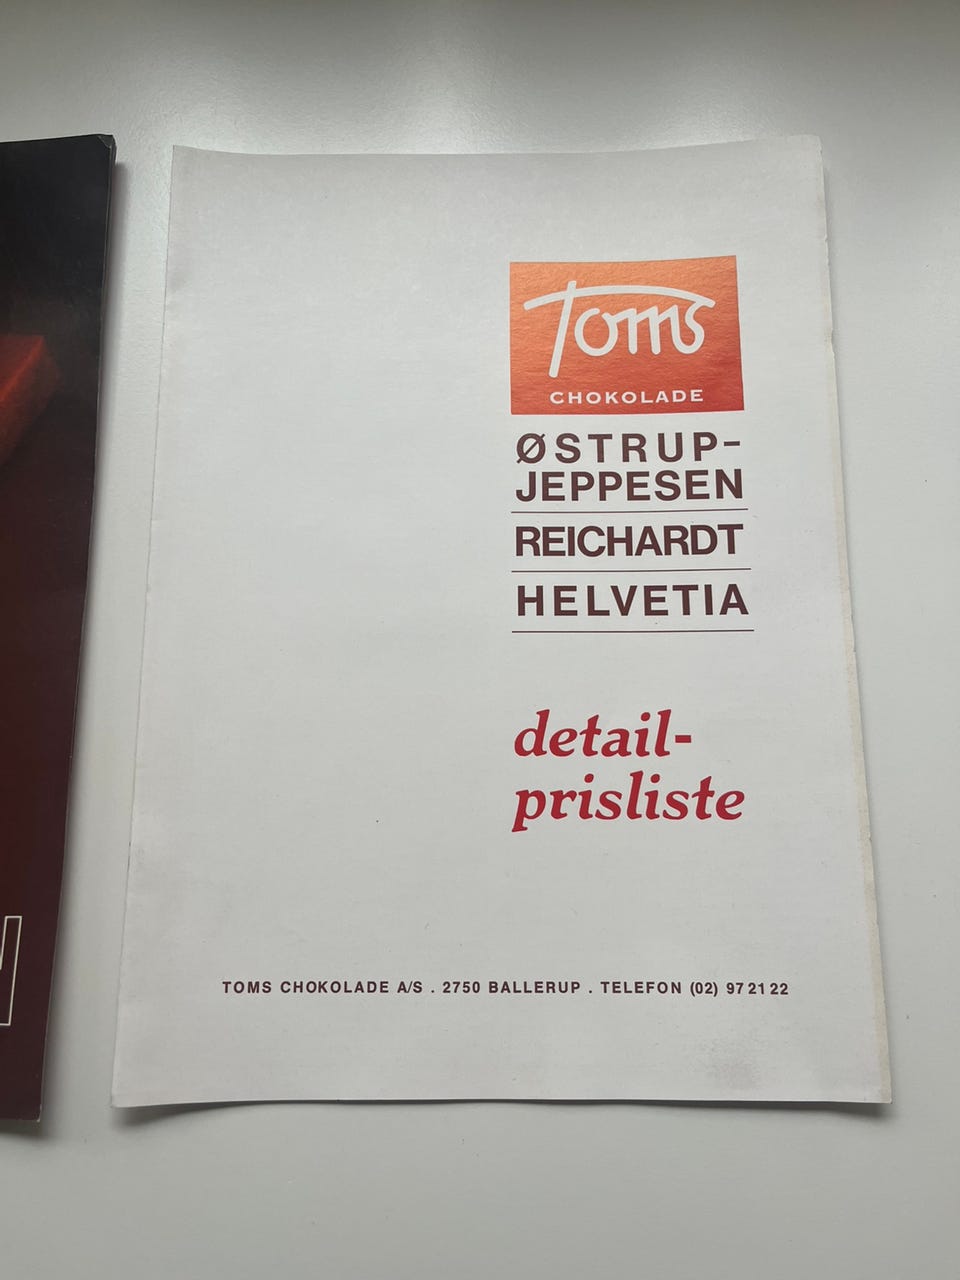 Toms
CHOKOLADE
ØSTRUP-
JEPPESEN
REICHARDT
HELVETIA
detail-
prisliste
TOMS CHOKOLADE A/S . 2750 BALLERUP . TELEFON (02) 97 21 22